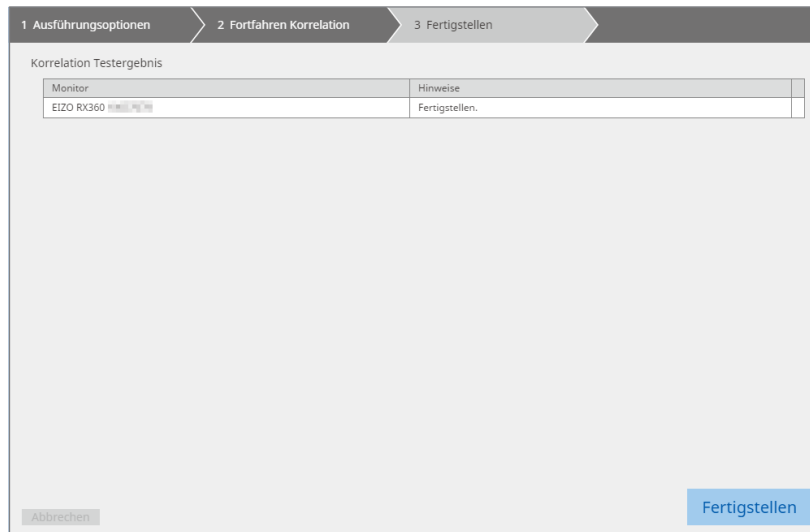 1 Ausführungsoptionen 2 Fortfahren Korrelation 3 Fertigstellen
Korrelation Testergebnis
Monitor Hinweise
EIZO RX360 Fertigstellen.
Abbrechen Fertigstellen